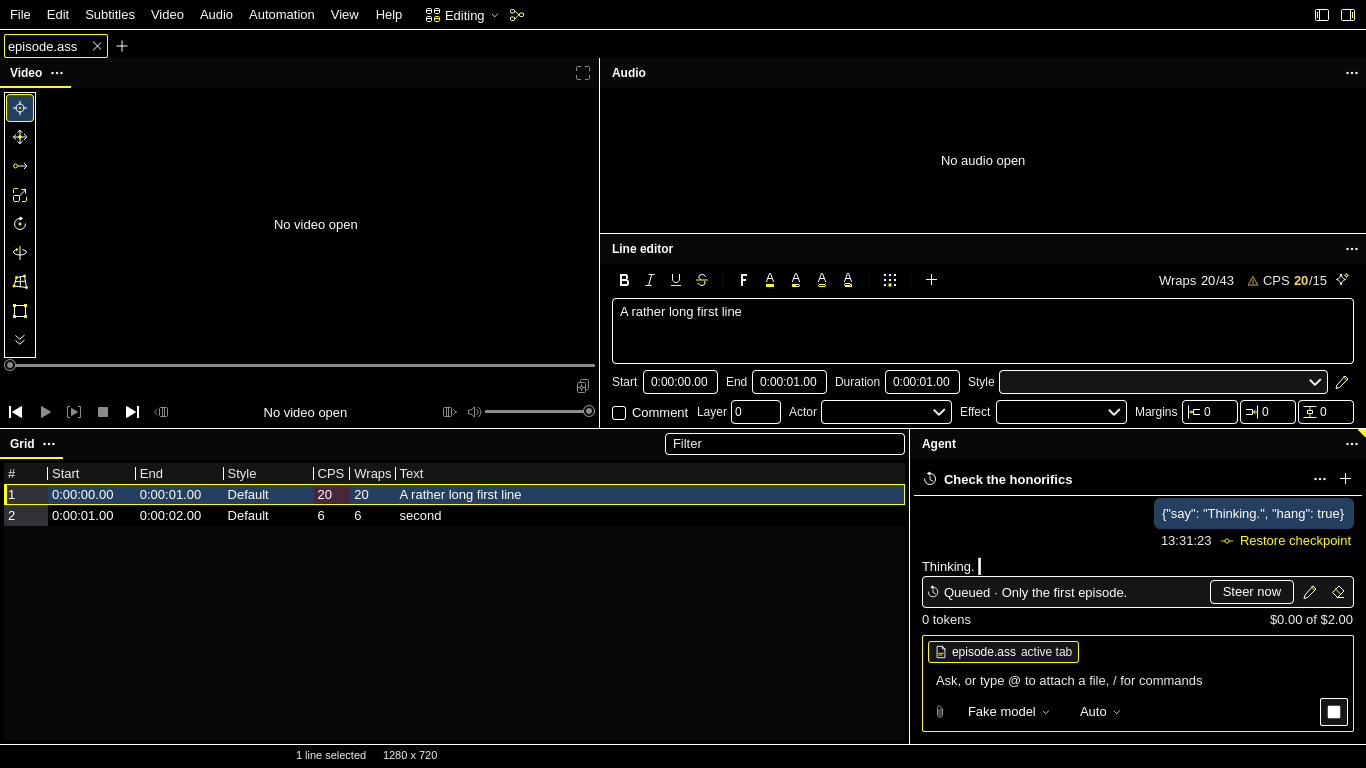 File Edit Subtitles Video Audio Automation View Help Editing
episode.ass
Video
No video open
No video open
Audio
No audio open
Line editor
B I U S F A A A A Wraps 20/43 CPS 20/15
A rather long first line
Start 0:00:00.00 End 0:00:01.00 Duration 0:00:01.00 Style
Comment Layer 0 Actor Effect Margins 0 0 0
Grid Filter
# Start End Style CPS Wraps Text
1 0:00:00.00 0:00:01.00 Default 20 20 A rather long first line
2 0:00:01.00 0:00:02.00 Default 6 6 second
Agent
Check the honorifics
{"say": "Thinking.", "hang": true}
13:31:23 Restore checkpoint
Thinking.
Queued · Only the first episode. Steer now
0 tokens $0.00 of $2.00
episode.ass active tab
Ask, or type @ to attach a file, / for commands
Fake model Auto
1 line selected 1280 x 720